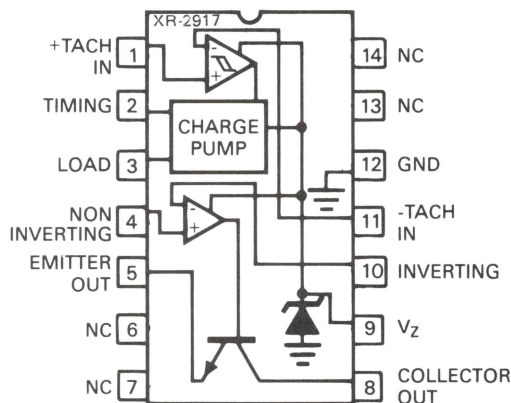 XR-2917
+TACH
IN
1
TIMING 2
LOAD 3
NON
INVERTING
4
EMITTER
OUT
5
NC 6
NC 7
-
+
CHARGE
PUMP
-
+
14 NC
13 NC
12 GND
11 -TACH
IN
10 INVERTING
9 VZ
8 COLLECTOR
OUT